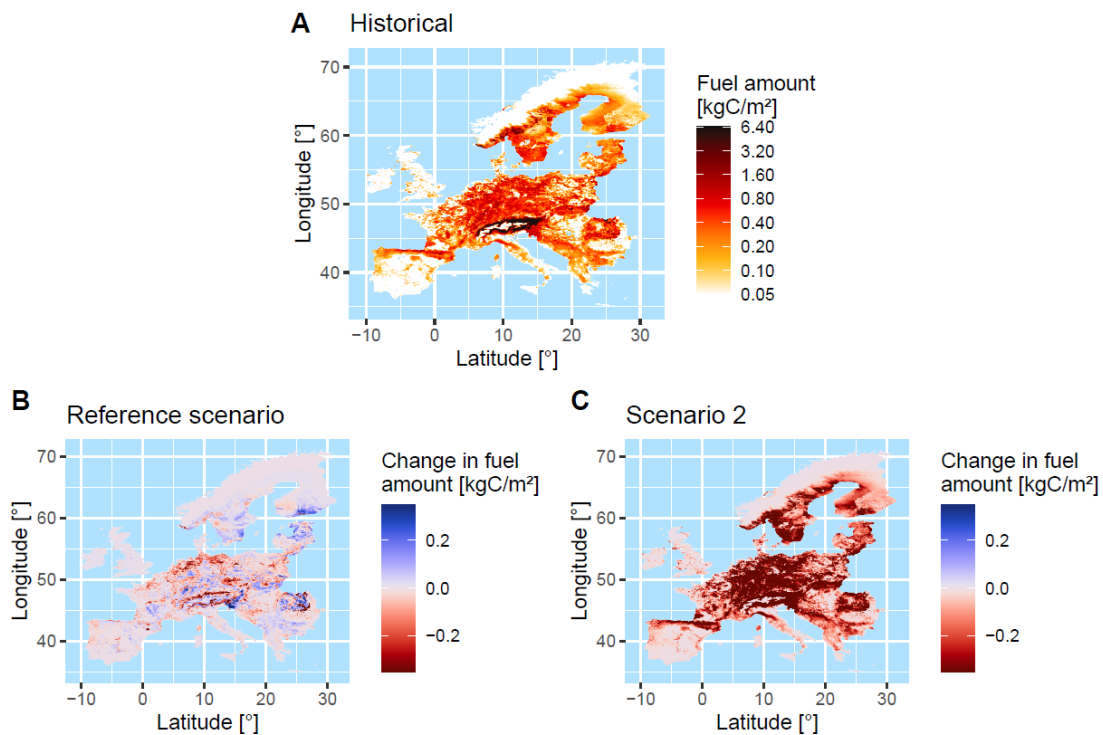 A
Historical
70
60
50
40
Longitude [°]
−10 0 10 20 30
Latitude [°]
Fuel amount
[kgC/m²]
6.40
3.20
1.60
0.80
0.40
0.20
0.10
0.05
B
Reference scenario
70
60
50
40
Longitude [°]
−10 0 10 20 30
Latitude [°]
Change in fuel
amount [kgC/m²]
0.2
0.0
−0.2
C
Scenario 2
70
60
50
40
Longitude [°]
−10 0 10 20 30
Latitude [°]
Change in fuel
amount [kgC/m²]
0.2
0.0
−0.2